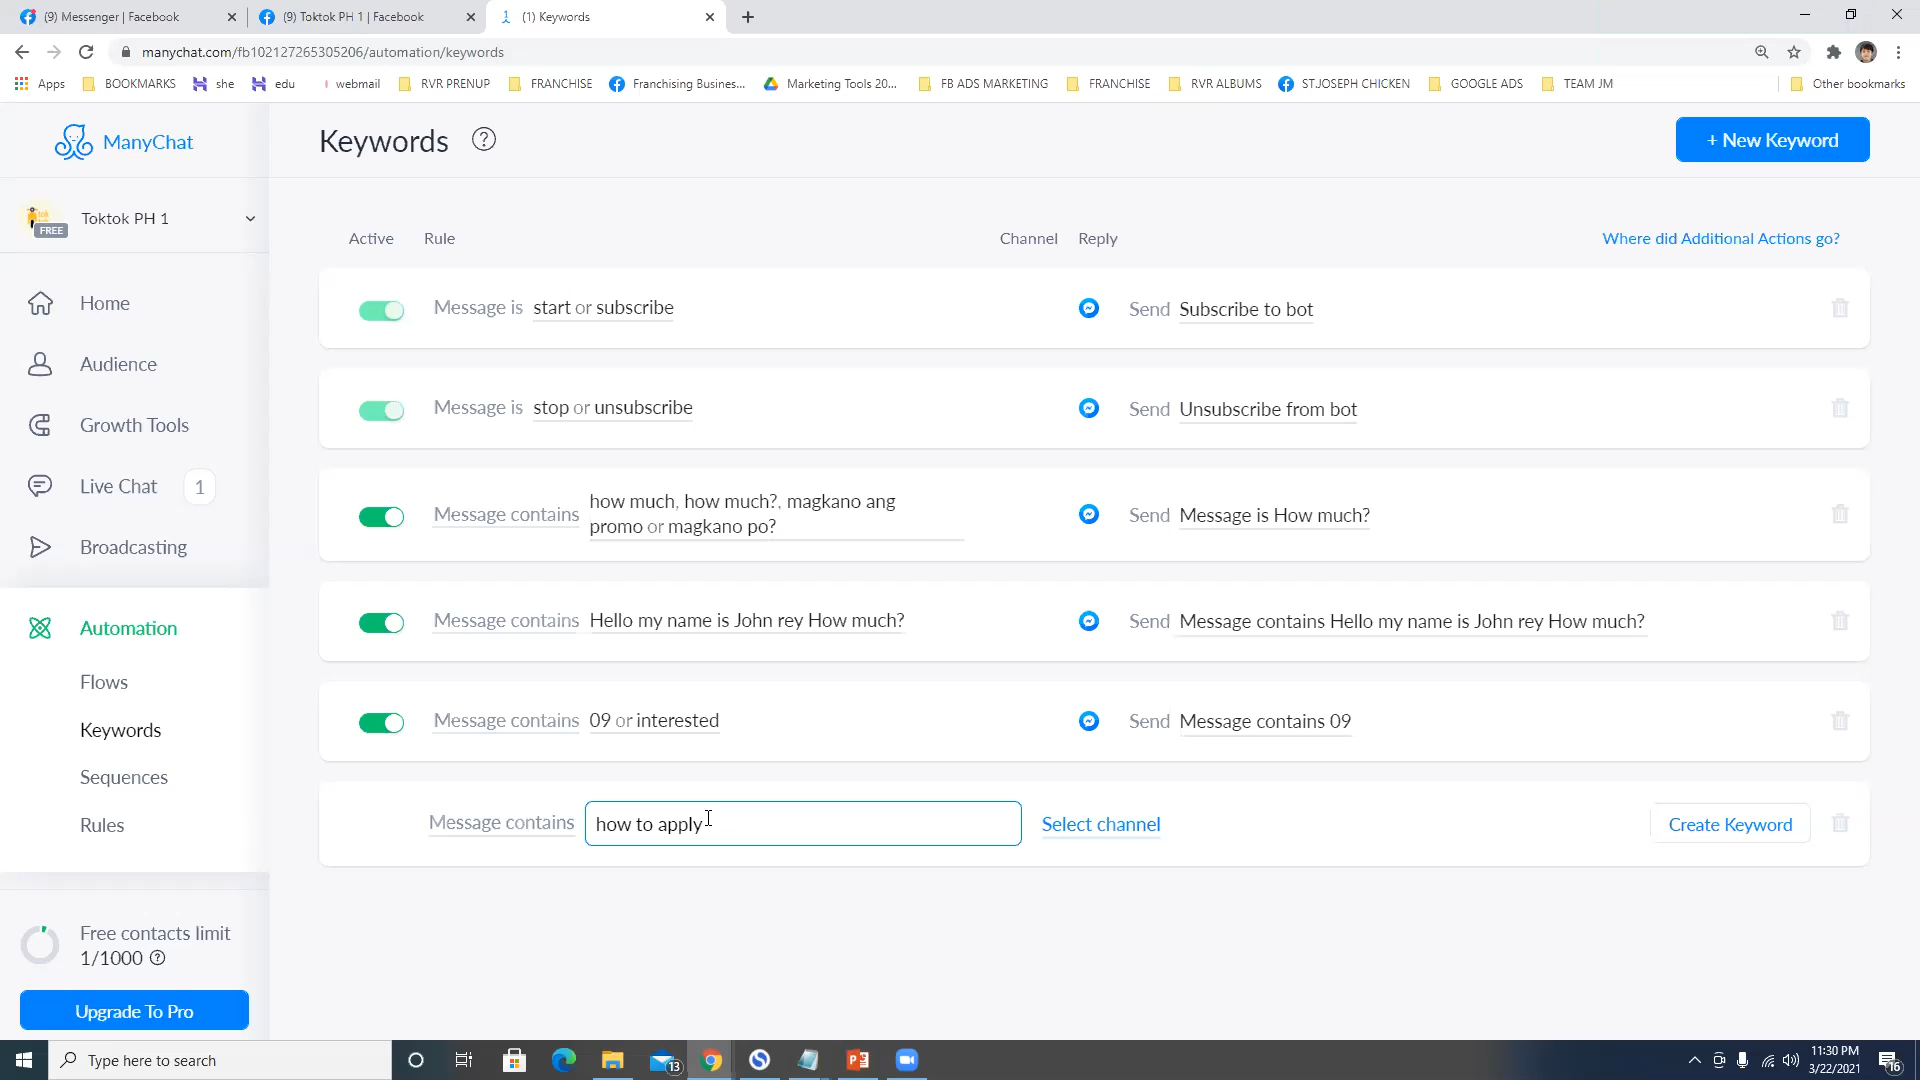 (9) Messenger | Facebook
(9) Toktok PH 1 | Facebook
(1) Keywords
manychat.com/fb102127265305206/automation/keywords
Apps
BOOKMARKS
she
edu
webmail
RVR PRENUP
FRANCHISE
Franchising Busines...
Marketing Tools 20...
FB ADS MARKETING
FRANCHISE
RVR ALBUMS
ST.JOSEPH CHICKEN
GOOGLE ADS
TEAM JM
Other bookmarks
ManyChat
Keywords ?
+ New Keyword
FREE
Toktok PH 1
Active
Rule
Channel
Reply
Where did Additional Actions go?
Home
Audience
Growth Tools
Live Chat 1
Broadcasting
Automation
Flows
Keywords
Sequences
Rules
Message is start or subscribe
Send Subscribe to bot
Message is stop or unsubscribe
Send Unsubscribe from bot
Message contains how much, how much?, magkano ang
promo or magkano po?
Send Message is How much?
Message contains Hello my name is John rey How much?
Send Message contains Hello my name is John rey How much?
Message contains 09 or interested
Send Message contains 09
Message contains how to apply
Select channel
Create Keyword
Free contacts limit
1/1000 ?
Upgrade To Pro
Type here to search
13
11:30 PM
3/22/2021
16